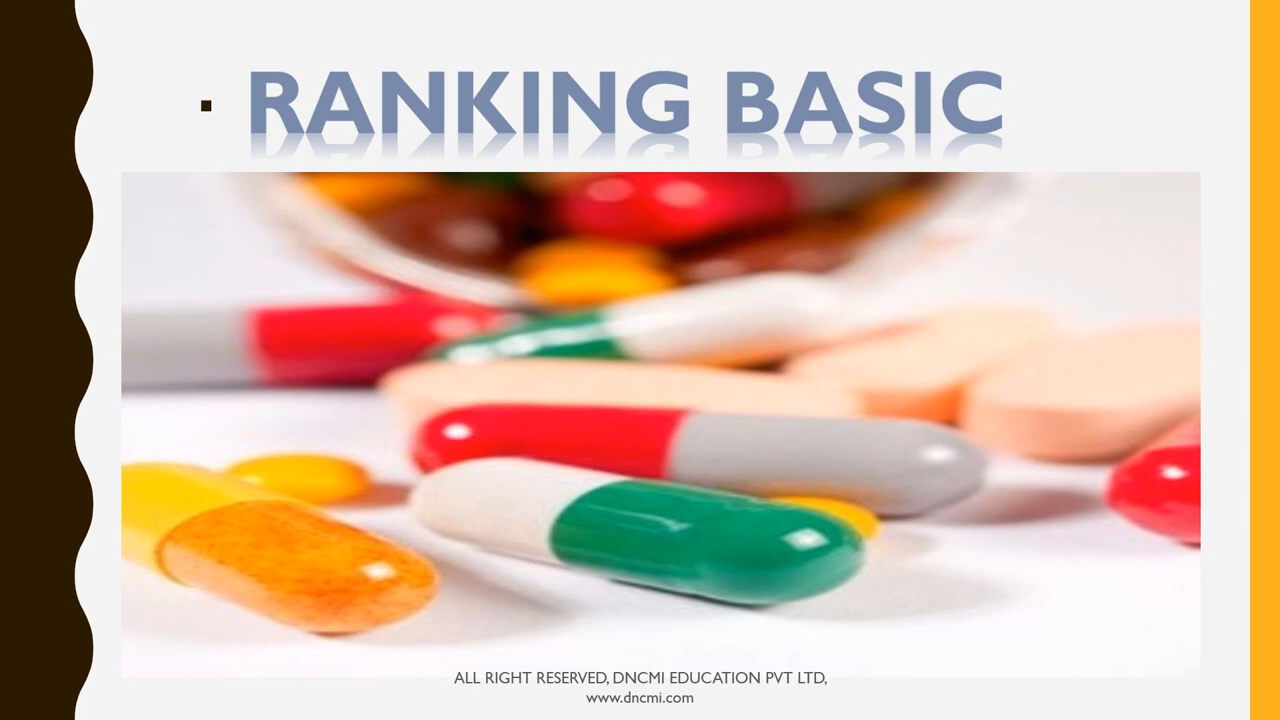 ▪ RANKING BASIC
ALL RIGHT RESERVED, DNCMI EDUCATION PVT LTD,
www.dncmi.com